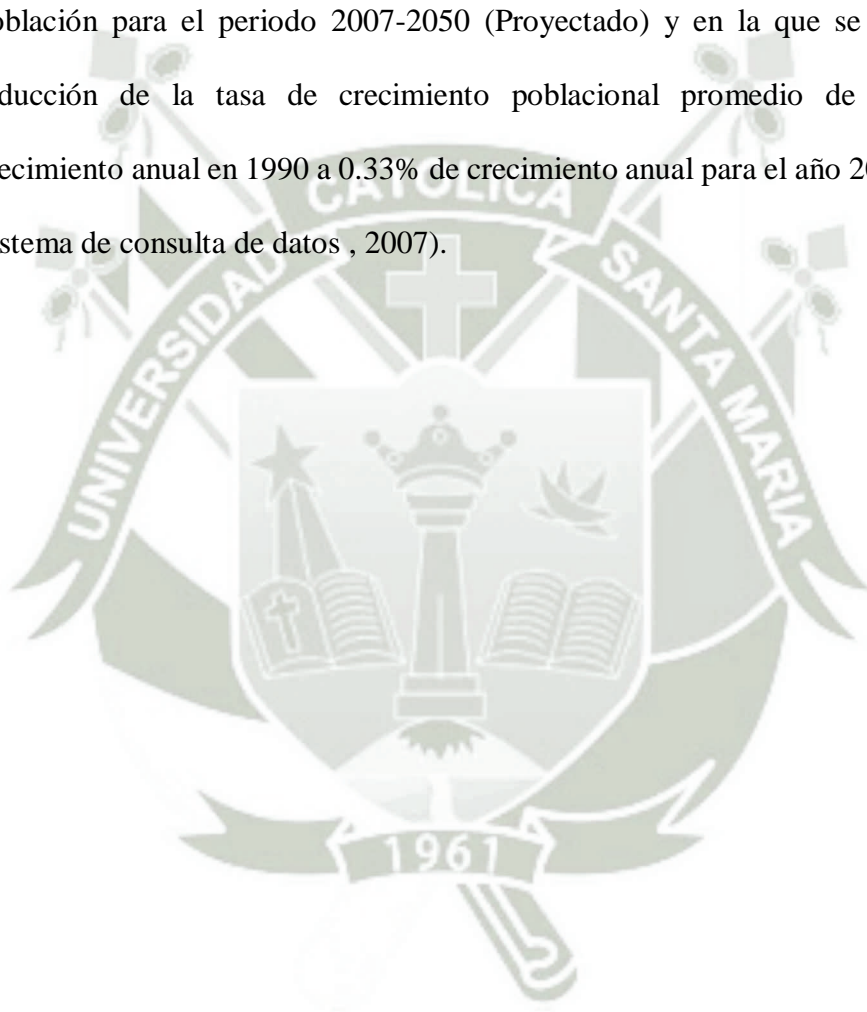 oblación para el periodo 2007-2050 (Proyectado) y en la que se
ducción de la tasa de crecimiento poblacional promedio de
ecimiento anual en 1990 a 0.33% de crecimiento anual para el año 20
stema de consulta de datos , 2007).
UNIVERSIDAD CATOLICA SANTA MARIA
1961